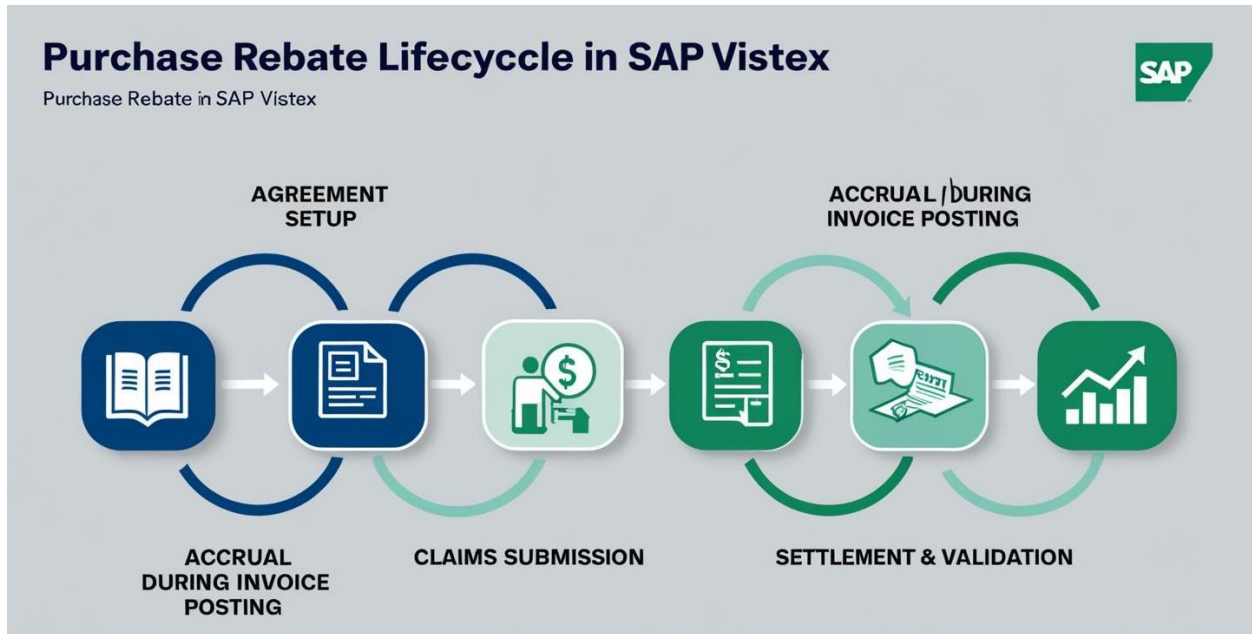 Purchase Rebate Lifecyccle in SAP Vistex
Purchase Rebate in SAP Vistex
SAP
AGREEMENT
SETUP
ACCRUAL / DURING
INVOICE POSTING
$
$
ACCRUAL
DURING INVOICE
POSTING
CLAIMS SUBMISSION
SETTLEMENT & VALIDATION